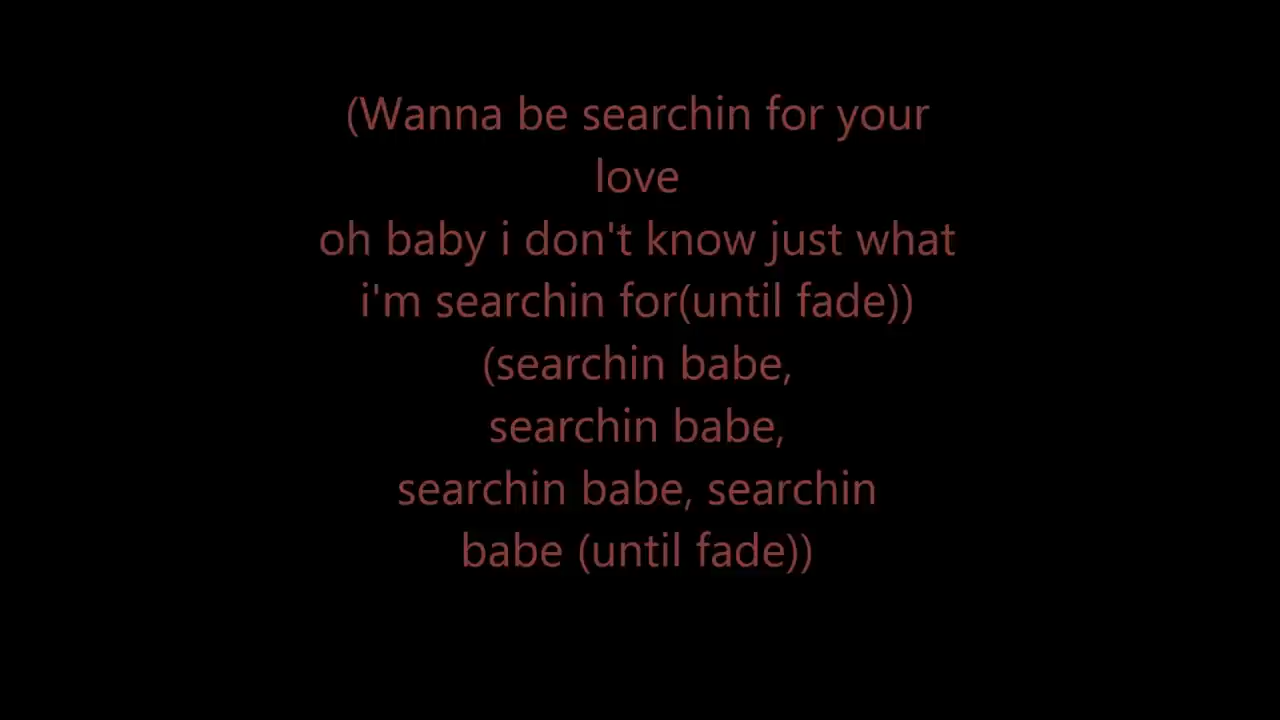 (Wanna be searchin for your
love
oh baby i don't know just what
i'm searchin for(until fade))
(searchin babe,
searchin babe,
searchin babe, searchin
babe (until fade))